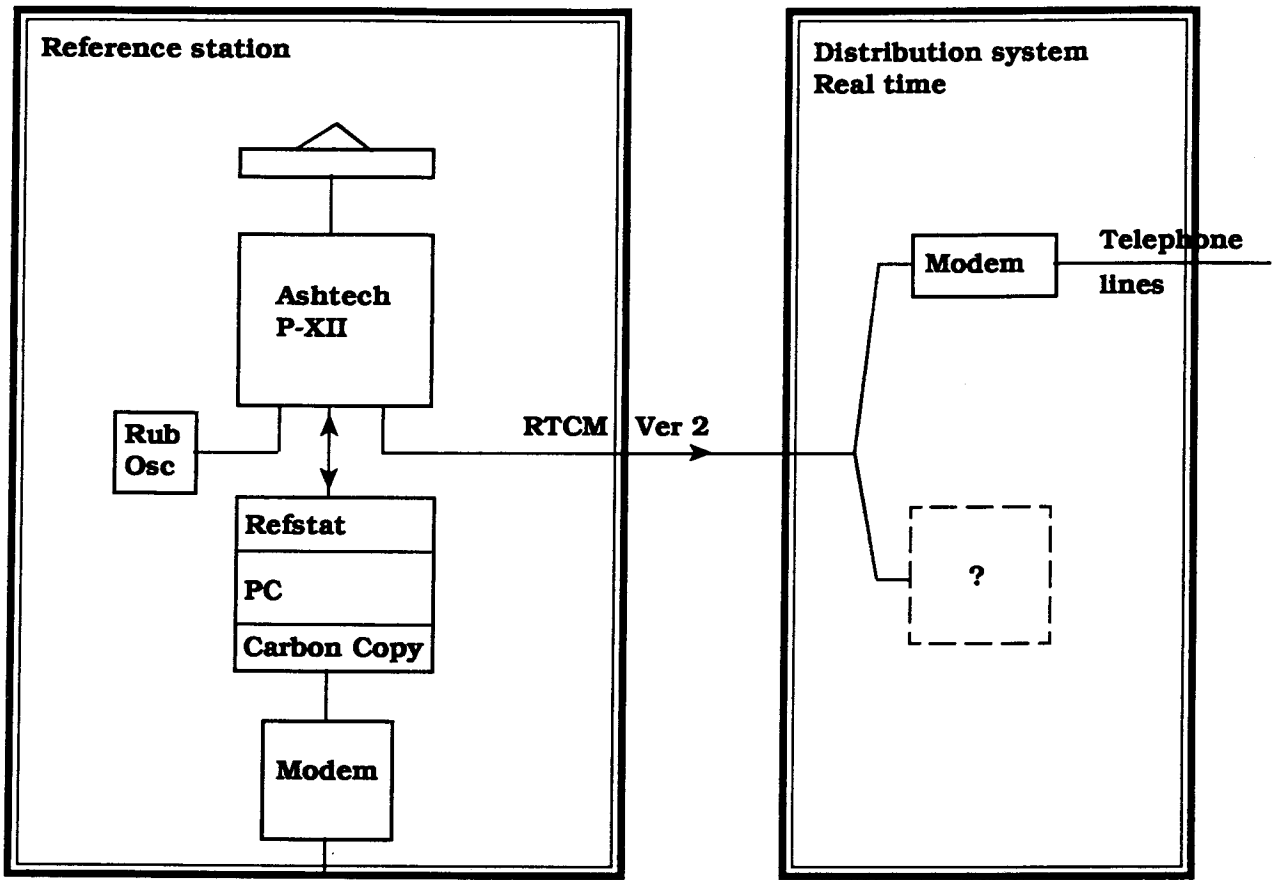 Reference station
Ashtech
P-XII
Rub
Osc
RTCM Ver 2
Refstat
PC
Carbon Copy
Modem
Distribution system
Real time
Modem
Telephone
lines
?